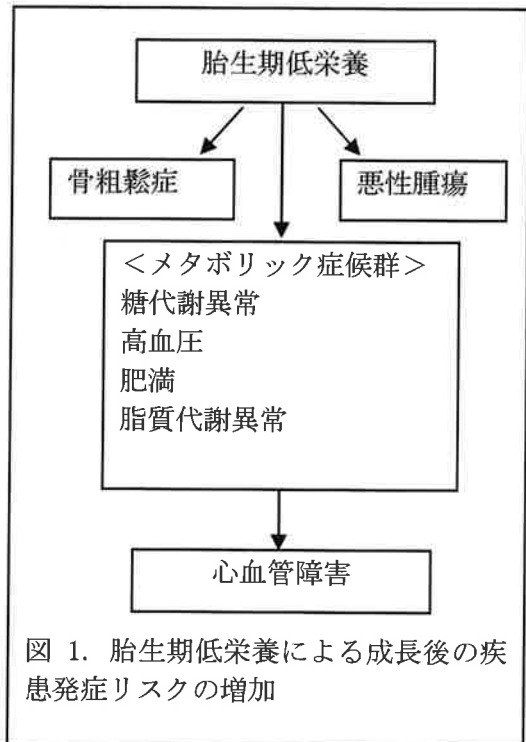 胎生期低栄養
骨粗鬆症
悪性腫瘍
＜メタボリック症候群＞
糖代謝異常
高血圧
肥満
脂質代謝異常
心血管障害
図 1. 胎生期低栄養による成長後の疾
患発症リスクの増加